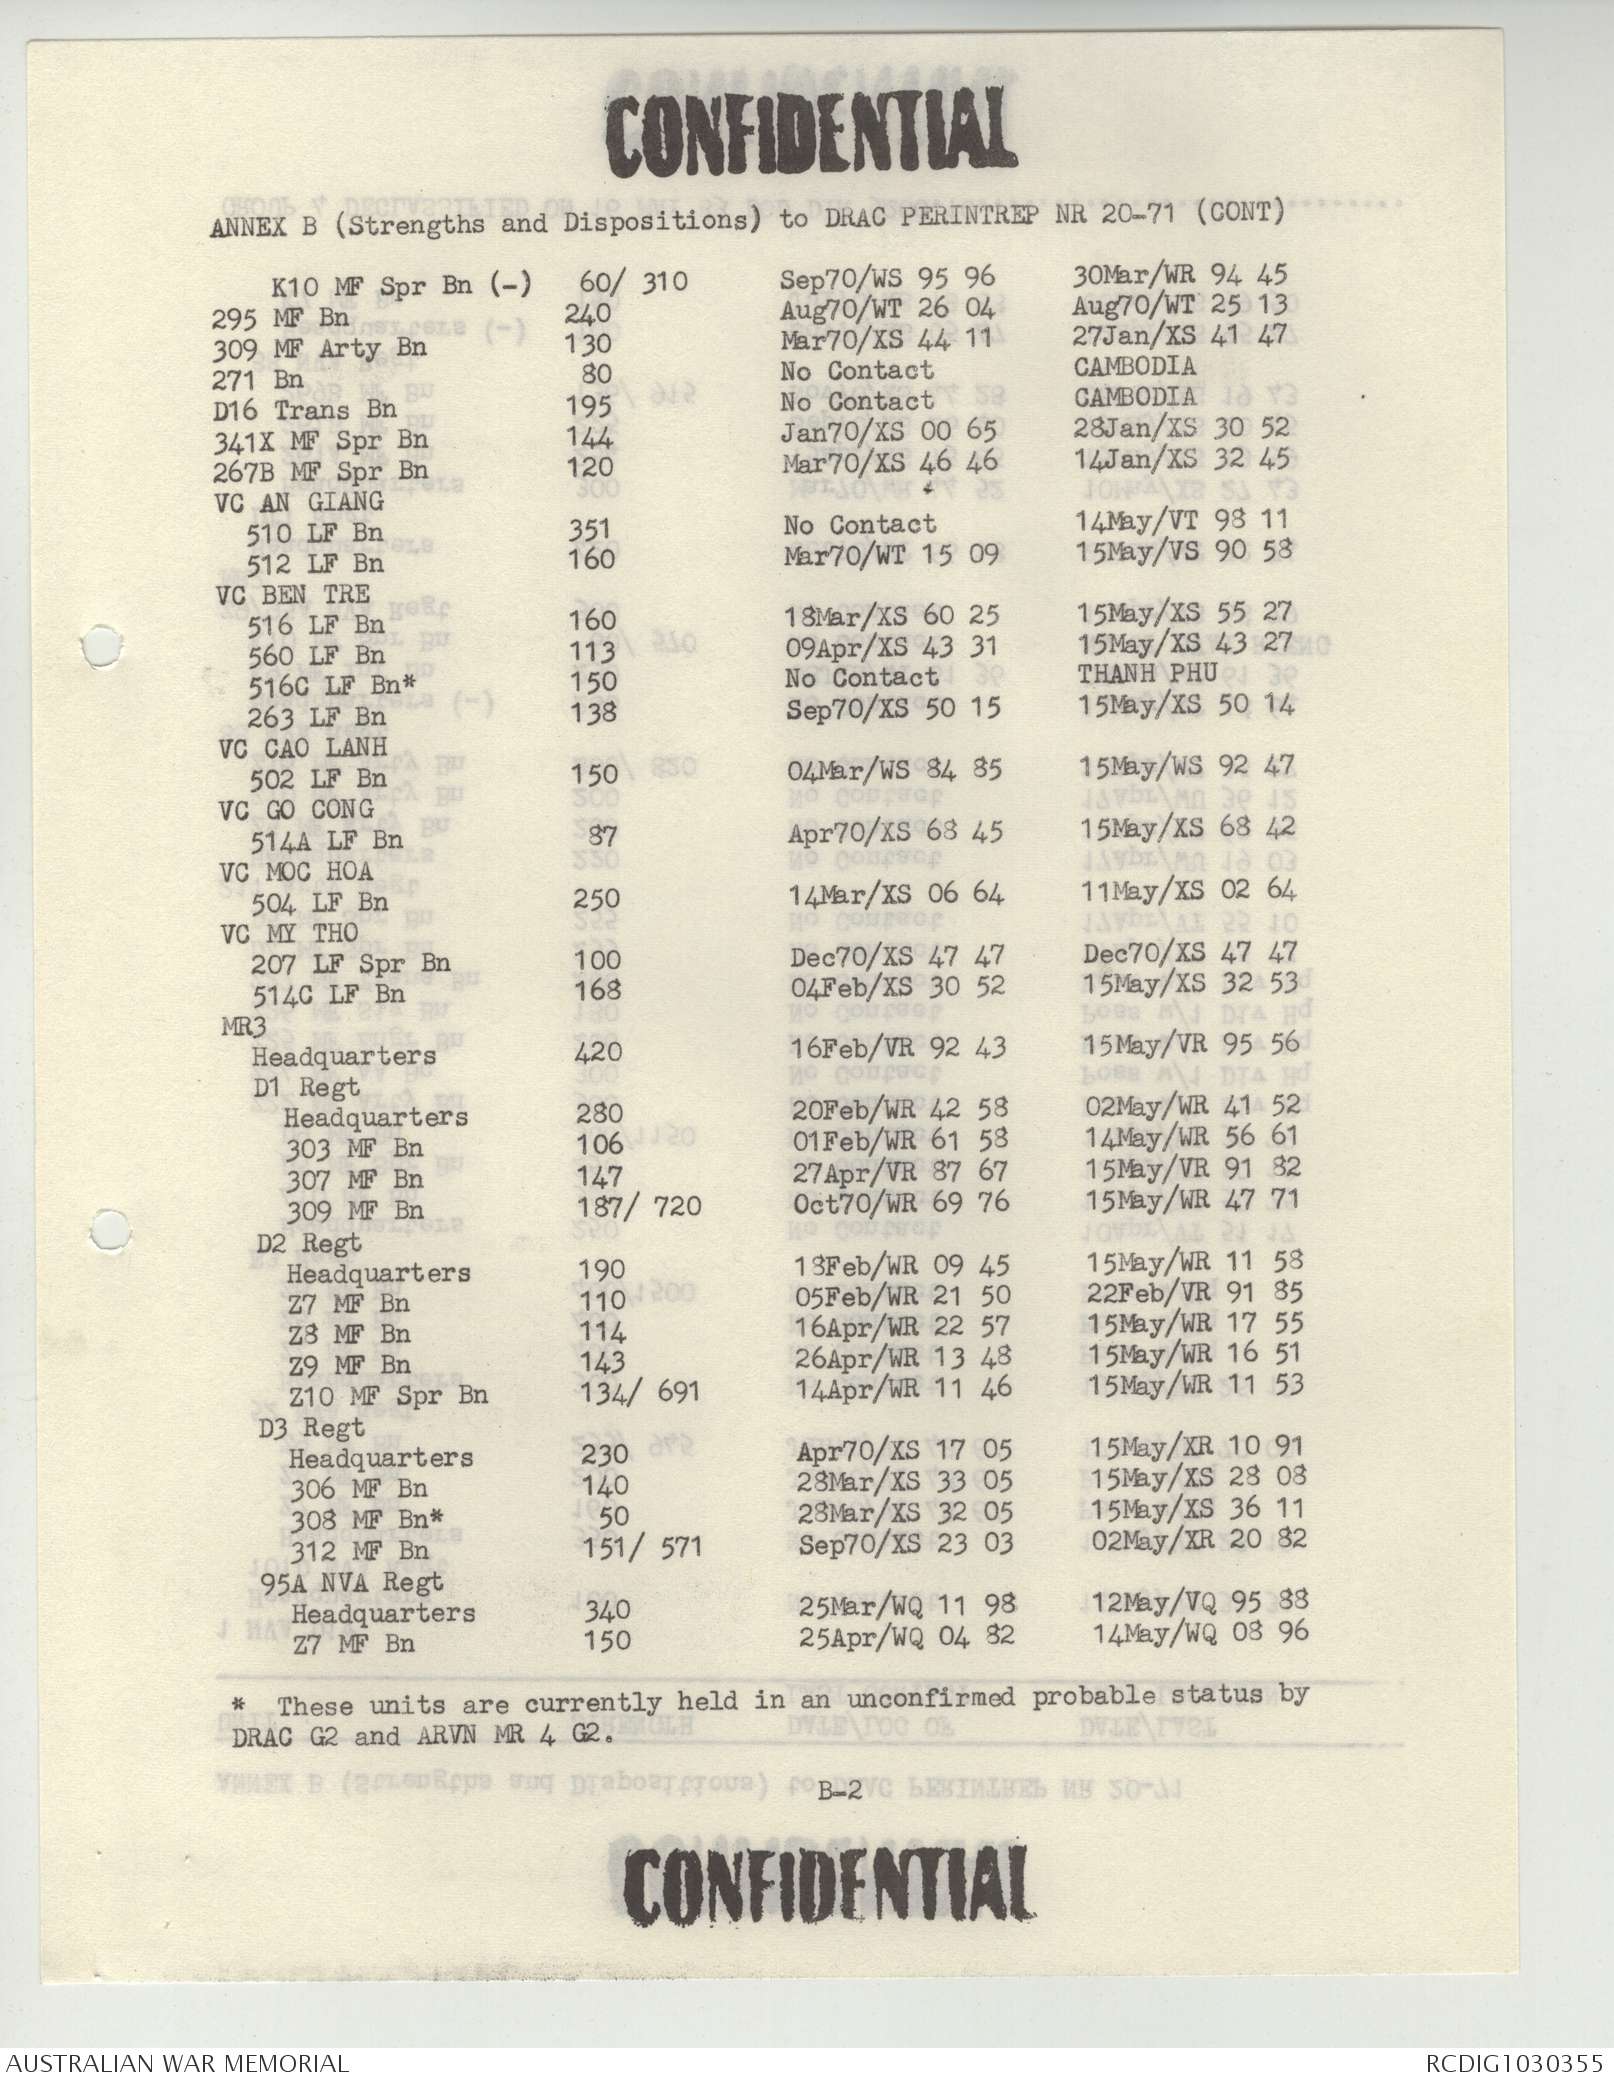 CONFIDENTIAL
ANNEX B (Strengths and Dispositions) to DRAC PERINTREP NR 20-71 (CONT)
K10 MF Spr Bn (-) 60/ 310 Sep70/WS 95 96 30Mar/WR 94 45
295 MF Bn 240 Aug70/WT 26 04 Aug70/WT 25 13
309 MF Arty Bn 130 Mar70/XS 44 11 27Jan/XS 41 47
271 Bn 80 No Contact CAMBODIA
D16 Trans Bn 195 No Contact CAMBODIA
341X MF Spr Bn 144 Jan70/XS 00 65 28Jan/XS 30 52
267B MF Spr Bn 120 Mar70/XS 46 46 14Jan/XS 32 45
VC AN GIANG
510 LF Bn 351 No Contact 14May/VT 98 11
512 LF Bn 160 Mar70/WT 15 09 15May/VS 90 58
VC BEN TRE
516 LF Bn 160 18Mar/XS 60 25 15May/XS 55 27
560 LF Bn 113 09Apr/XS 43 31 15May/XS 43 27
516C LF Bn* 150 No Contact THANH PHU
263 LF Bn 138 Sep70/XS 50 15 15May/XS 50 14
VC CAO LANH
502 LF Bn 150 04Mar/WS 84 85 15May/WS 92 47
VC GO CONG
514A LF Bn 87 Apr70/XS 68 45 15May/XS 68 42
VC MOC HOA
504 LF Bn 250 14Mar/XS 06 64 11May/XS 02 64
VC MY THO
207 LF Spr Bn 100 Dec70/XS 47 47 Dec70/XS 47 47
514C LF Bn 168 04Feb/XS 30 52 15May/XS 32 53
MR3
Headquarters 420 16Feb/VR 92 43 15May/VR 95 56
D1 Regt
Headquarters 280 20Feb/WR 42 58 02May/WR 41 52
303 MF Bn 106 01Feb/WR 61 58 14May/WR 56 61
307 MF Bn 147 27Apr/VR 87 67 15May/VR 91 82
309 MF Bn 187/ 720 Oct70/WR 69 76 15May/WR 47 71
D2 Regt
Headquarters 190 18Feb/WR 09 45 15May/WR 11 58
Z7 MF Bn 110 05Feb/WR 21 50 22Feb/VR 91 85
Z8 MF Bn 114 16Apr/WR 22 57 15May/WR 17 55
Z9 MF Bn 143 26Apr/WR 13 48 15May/WR 16 51
Z10 MF Spr Bn 134/ 691 14Apr/WR 11 46 15May/WR 11 53
D3 Regt
Headquarters 230 Apr70/XS 17 05 15May/XR 10 91
306 MF Bn 140 28Mar/XS 33 05 15May/XS 28 08
308 MF Bn* 50 28Mar/XS 32 05 15May/XS 36 11
312 MF Bn 151/ 571 Sep70/XS 23 03 02May/XR 20 82
95A NVA Regt
Headquarters 340 25Mar/WQ 11 98 12May/VQ 95 88
Z7 MF Bn 150 25Apr/WQ 04 82 14May/WQ 08 96
* These units are currently held in an unconfirmed probable status by
DRAC G2 and ARVN MR 4 G2.
B-2
CONFIDENTIAL
AUSTRALIAN WAR MEMORIAL RCDIG1030355